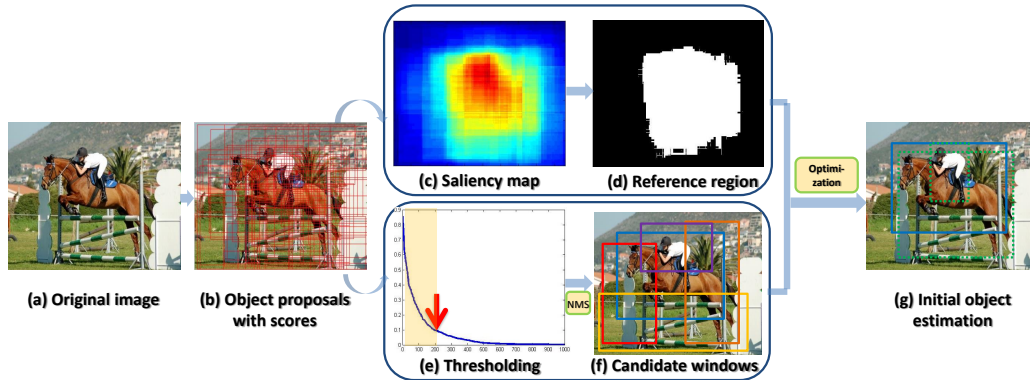 (c) Saliency map
(d) Reference region
(a) Original image
(b) Object proposals
with scores
Optimi-
zation
(g) Initial object
estimation
0.9
0.8
0.7
0.6
0.5
0.4
0.3
0.2
0.1
0
0 100 200 300 400 500 600 700 800 900 1000
(e) Thresholding
NMS
(f) Candidate windows